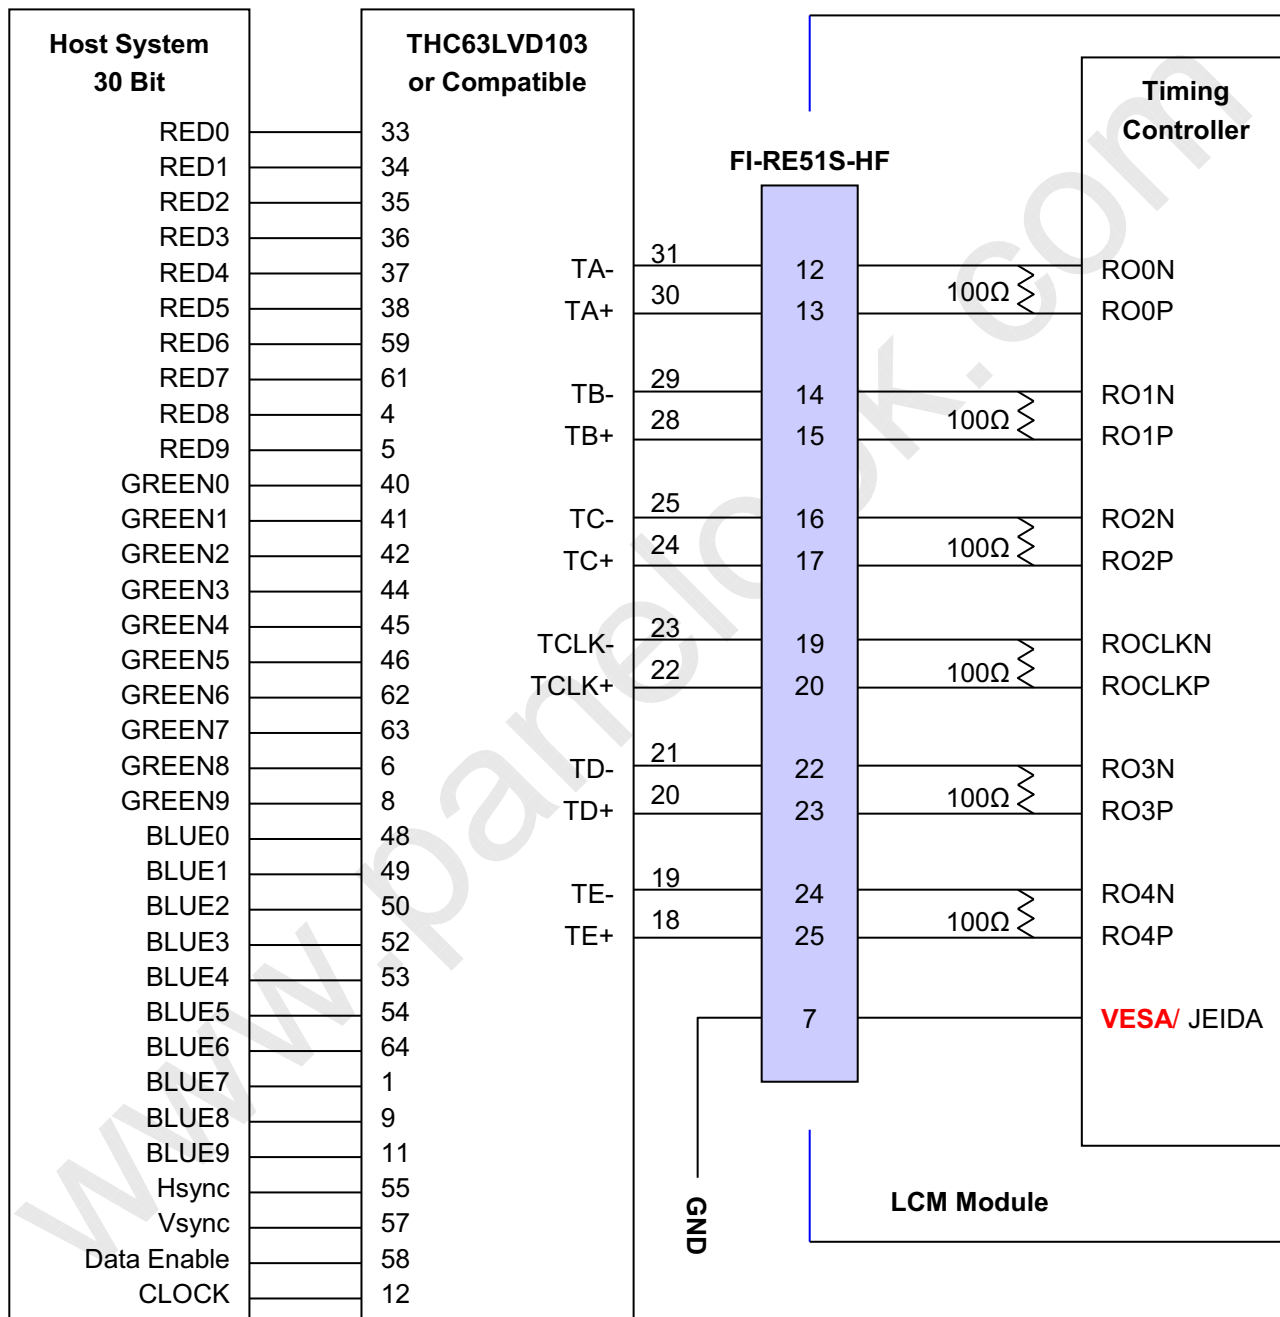 Host System
30 Bit
THC63LVD103
or Compatible
Timing
Controller
FI-RE51S-HF
RED0 33
RED1 34
RED2 35
RED3 36
RED4 37
RED5 38
RED6 59
RED7 61
RED8 4
RED9 5
GREEN0 40
GREEN1 41
GREEN2 42
GREEN3 44
GREEN4 45
GREEN5 46
GREEN6 62
GREEN7 63
GREEN8 6
GREEN9 8
BLUE0 48
BLUE1 49
BLUE2 50
BLUE3 52
BLUE4 53
BLUE5 54
BLUE6 64
BLUE7 1
BLUE8 9
BLUE9 11
Hsync 55
Vsync 57
Data Enable 58
CLOCK 12
TA- 31 12 RO0N
100Ω
TA+ 30 13 RO0P
TB- 29 14 RO1N
100Ω
TB+ 28 15 RO1P
TC- 25 16 RO2N
100Ω
TC+ 24 17 RO2P
TCLK- 23 19 ROCLKN
100Ω
TCLK+ 22 20 ROCLKP
TD- 21 22 RO3N
100Ω
TD+ 20 23 RO3P
TE- 19 24 RO4N
100Ω
TE+ 18 25 RO4P
7 VESA/ JEIDA
GND
LCM Module
www.panelook.com